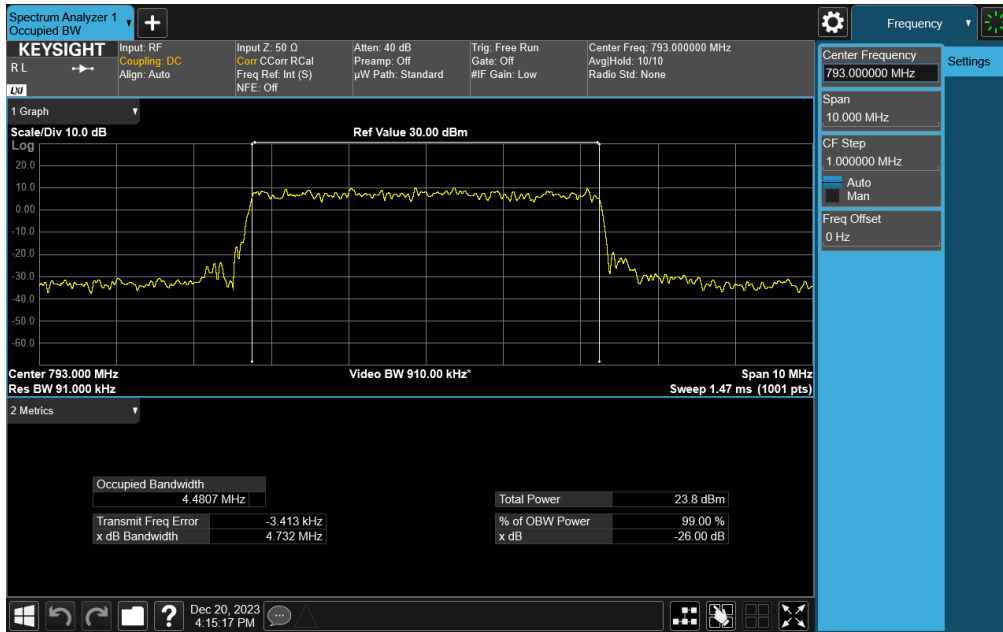 Spectrum Analyzer 1
Occupied BW
Frequency
KEYSIGHT
R L
LXI
Input: RF
Coupling: DC
Align: Auto
Input Z: 50 Ω
Corr CCorr RCal
Freq Ref: Int (S)
NFE: Off
Atten: 40 dB
Preamp: Off
µW Path: Standard
Trig: Free Run
Gate: Off
#IF Gain: Low
Center Freq: 793.000000 MHz
Avg|Hold: 10/10
Radio Std: None
Center Frequency
793.000000 MHz
Settings
Span
10.000 MHz
CF Step
1.000000 MHz
Auto
Man
Freq Offset
0 Hz
1 Graph
Scale/Div 10.0 dB
Ref Value 30.00 dBm
Log
20.0
10.0
0.00
-10.0
-20.0
-30.0
-40.0
-50.0
-60.0
Center 793.000 MHz
Video BW 910.00 kHz*
Span 10 MHz
Res BW 91.000 kHz
Sweep 1.47 ms (1001 pts)
2 Metrics
Occupied Bandwidth
4.4807 MHz
Total Power 23.8 dBm
Transmit Freq Error -3.413 kHz
% of OBW Power 99.00 %
x dB Bandwidth 4.732 MHz
x dB -26.00 dB
?
Dec 20, 2023
4:15:17 PM